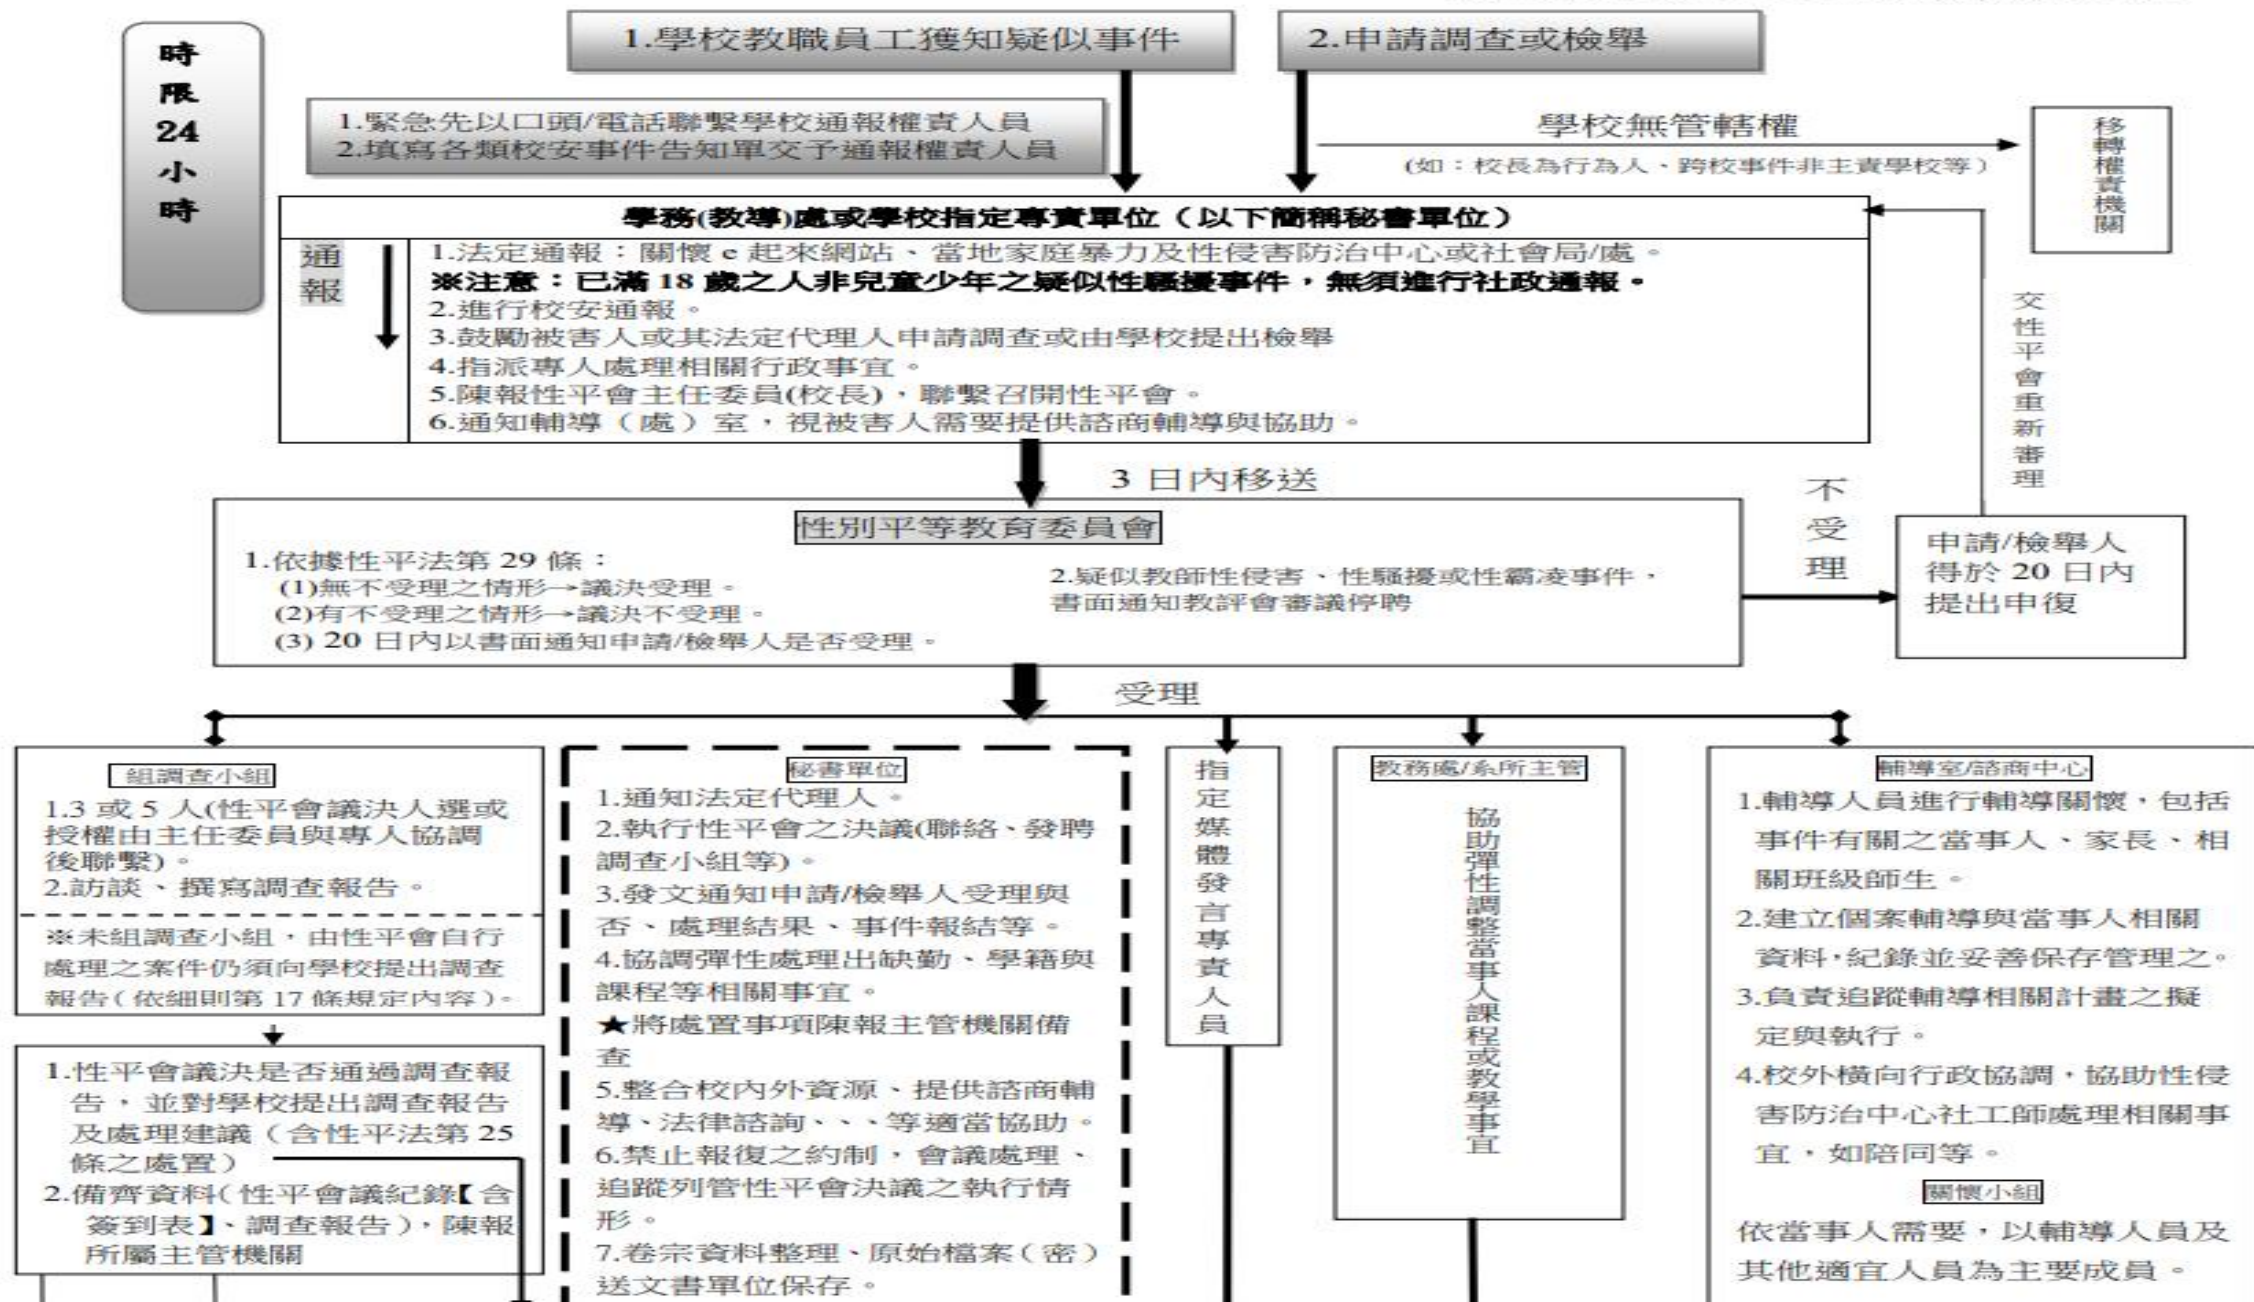 時
限
24
小
時
1.學校教職員工獲知疑似事件
2.申請調查或檢舉
1.緊急先以口頭/電話聯繫學校通報權責人員
2.填寫各類校安事件告知單交予通報權責人員
學校無管轄權
(如：校長為行為人、跨校事件非主責學校等)
移轉權責機關
學務(教導)處或學校指定專責單位（以下簡稱秘書單位）
通報
1.法定通報：關懷 e 起來網站、當地家庭暴力及性侵害防治中心或社會局/處。
※注意：已滿 18 歲之人非兒童少年之疑似性騷擾事件，無須進行社政通報。
2.進行校安通報。
3.鼓勵被害人或其法定代理人申請調查或由學校提出檢舉
4.指派專人處理相關行政事宜。
5.陳報性平會主任委員(校長)，聯繫召開性平會。
6.通知輔導（處）室，視被害人需要提供諮商輔導與協助。
交性平會重新審理
3 日內移送
性別平等教育委員會
1.依據性平法第 29 條：
(1)無不受理之情形→議決受理。
(2)有不受理之情形→議決不受理。
(3) 20 日內以書面通知申請/檢舉人是否受理。
2.疑似教師性侵害、性騷擾或性霸凌事件，
書面通知教評會審議停聘
不受理
申請/檢舉人
得於 20 日內
提出申復
受理
組調查小組
1.3 或 5 人(性平會議決人選或
授權由主任委員與專人協調
後聯繫)。
2.訪談、撰寫調查報告。
※未組調查小組，由性平會自行
處理之案件仍須向學校提出調查
報告（依細則第 17 條規定內容）。
1.性平會議決是否通過調查報
告，並對學校提出調查報告
及處理建議（含性平法第 25
條之處置）
2.備齊資料（性平會議紀錄【含
簽到表】、調查報告），陳報
所屬主管機關
秘書單位
1.通知法定代理人。
2.執行性平會之決議(聯絡、發聘
調查小組等)。
3.發文通知申請/檢舉人受理與
否、處理結果、事件報結等。
4.協調彈性處理出缺勤、學籍與
課程等相關事宜。
★將處置事項陳報主管機關備
查
5.整合校內外資源、提供諮商輔
導、法律諮詢、、、等適當協助。
6.禁止報復之約制，會議處理、
追蹤列管性平會決議之執行情
形。
7.卷宗資料整理、原始檔案（密）
送文書單位保存。
指定媒體發言專責人員
教務處/系所主管
協助彈性調整當事人課程或教學事宜
輔導室/諮商中心
1.輔導人員進行輔導關懷，包括
事件有關之當事人、家長、相
關班級師生。
2.建立個案輔導與當事人相關
資料，紀錄並妥善保存管理之。
3.負責追蹤輔導相關計畫之擬
定與執行。
4.校外橫向行政協調，協助性侵
害防治中心社工師處理相關事
宜，如陪同等。
關懷小組
依當事人需要，以輔導人員及
其他適宜人員為主要成員。